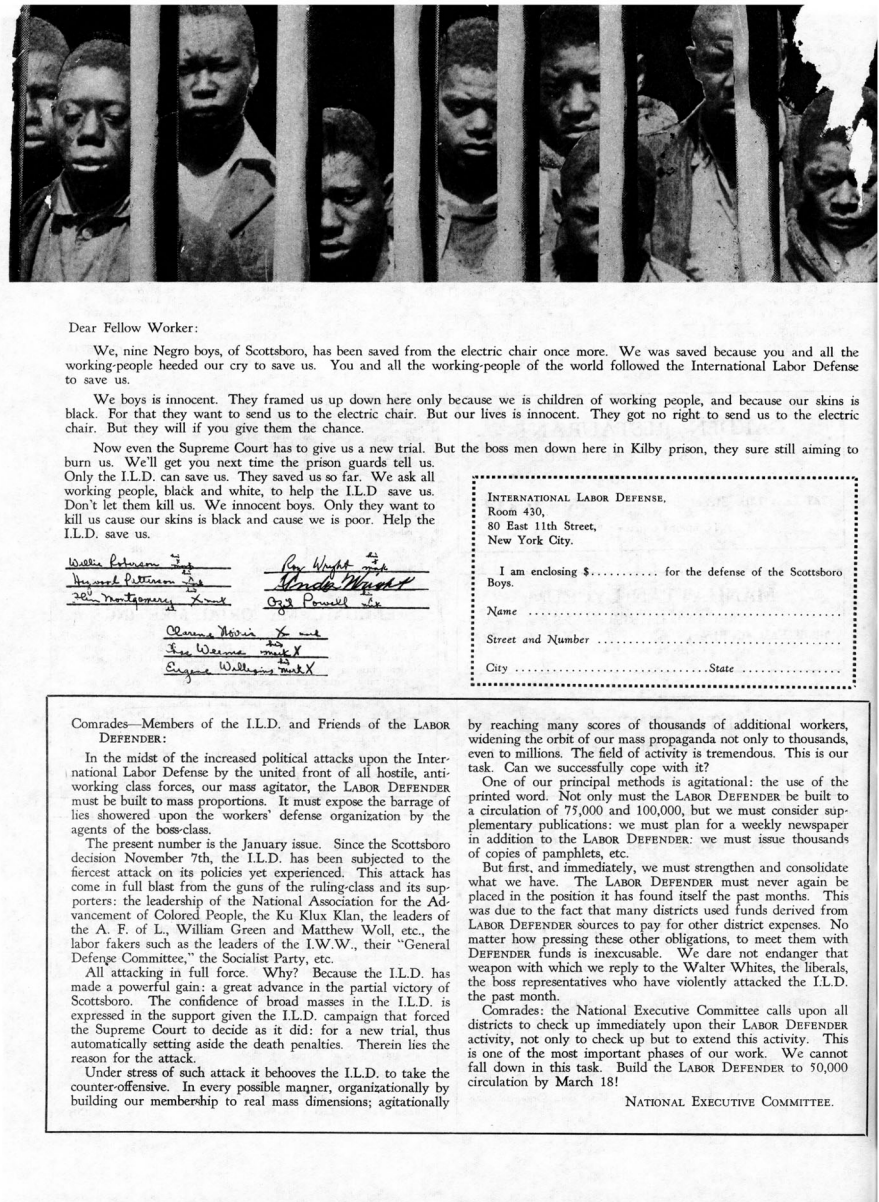 Dear Fellow Worker:
We, nine Negro boys, of Scottsboro, has been saved from the electric chair once more. We was saved because you and all the
working-people heeded our cry to save us. You and all the working-people of the world followed the International Labor Defense
to save us.
We boys is innocent. They framed us up down here only because we is children of working people, and because our skins is
black. For that they want to send us to the electric chair. But our lives is innocent. They got no right to send us to the electric
chair. But they will if you give them the chance.
Now even the Supreme Court has to give us a new trial. But the boss men down here in Kilby prison, they sure still aiming to
burn us. We'll get you next time the prison guards tell us.
Only the I.L.D. can save us. They saved us so far. We ask all
working people, black and white, to help the I.L.D save us.
Don't let them kill us. We innocent boys. Only they want to
kill us cause our skins is black and cause we is poor. Help the
I.L.D. save us.
Willie Roberson
Haywood Patterson
Olin Montgomery X mark
Roy Wright his mark
Andy Wright
Ozie Powell
Clarence Norris X mark
Weems his mark X
Eugene Williams his mark X
INTERNATIONAL LABOR DEFENSE,
Room 430,
80 East 11th Street,
New York City.
I am enclosing $........... for the defense of the Scottsboro
Boys.
Name ....................................................
Street and Number ........................................
City ................................State ................
Comrades—Members of the I.L.D. and Friends of the LABOR
DEFENDER:
In the midst of the increased political attacks upon the Inter-
national Labor Defense by the united front of all hostile, anti-
working class forces, our mass agitator, the LABOR DEFENDER
must be built to mass proportions. It must expose the barrage of
lies showered upon the workers' defense organization by the
agents of the boss-class.
The present number is the January issue. Since the Scottsboro
decision November 7th, the I.L.D. has been subjected to the
fiercest attack on its policies yet experienced. This attack has
come in full blast from the guns of the ruling-class and its sup-
porters: the leadership of the National Association for the Ad-
vancement of Colored People, the Ku Klux Klan, the leaders of
the A. F. of L., William Green and Matthew Woll, etc., the
labor fakers such as the leaders of the I.W.W., their "General
Defense Committee," the Socialist Party, etc.
All attacking in full force. Why? Because the I.L.D. has
made a powerful gain: a great advance in the partial victory of
Scottsboro. The confidence of broad masses in the I.L.D. is
expressed in the support given the I.L.D. campaign that forced
the Supreme Court to decide as it did: for a new trial, thus
automatically setting aside the death penalties. Therein lies the
reason for the attack.
Under stress of such attack it behooves the I.L.D. to take the
counter-offensive. In every possible manner, organizationally by
building our membership to real mass dimensions; agitationally
by reaching many scores of thousands of additional workers,
widening the orbit of our mass propaganda not only to thousands,
even to millions. The field of activity is tremendous. This is our
task. Can we successfully cope with it?
One of our principal methods is agitational: the use of the
printed word. Not only must the LABOR DEFENDER be built to
a circulation of 75,000 and 100,000, but we must consider sup-
plementary publications: we must plan for a weekly newspaper
in addition to the LABOR DEFENDER: we must issue thousands
of copies of pamphlets, etc.
But first, and immediately, we must strengthen and consolidate
what we have. The LABOR DEFENDER must never again be
placed in the position it has found itself the past months. This
was due to the fact that many districts used funds derived from
LABOR DEFENDER sources to pay for other district expenses. No
matter how pressing these other obligations, to meet them with
DEFENDER funds is inexcusable. We dare not endanger that
weapon with which we reply to the Walter Whites, the liberals,
the boss representatives who have violently attacked the I.L.D.
the past month.
Comrades: the National Executive Committee calls upon all
districts to check up immediately upon their LABOR DEFENDER
activity, not only to check up but to extend this activity. This
is one of the most important phases of our work. We cannot
fall down in this task. Build the LABOR DEFENDER to 50,000
circulation by March 18!
NATIONAL EXECUTIVE COMMITTEE.